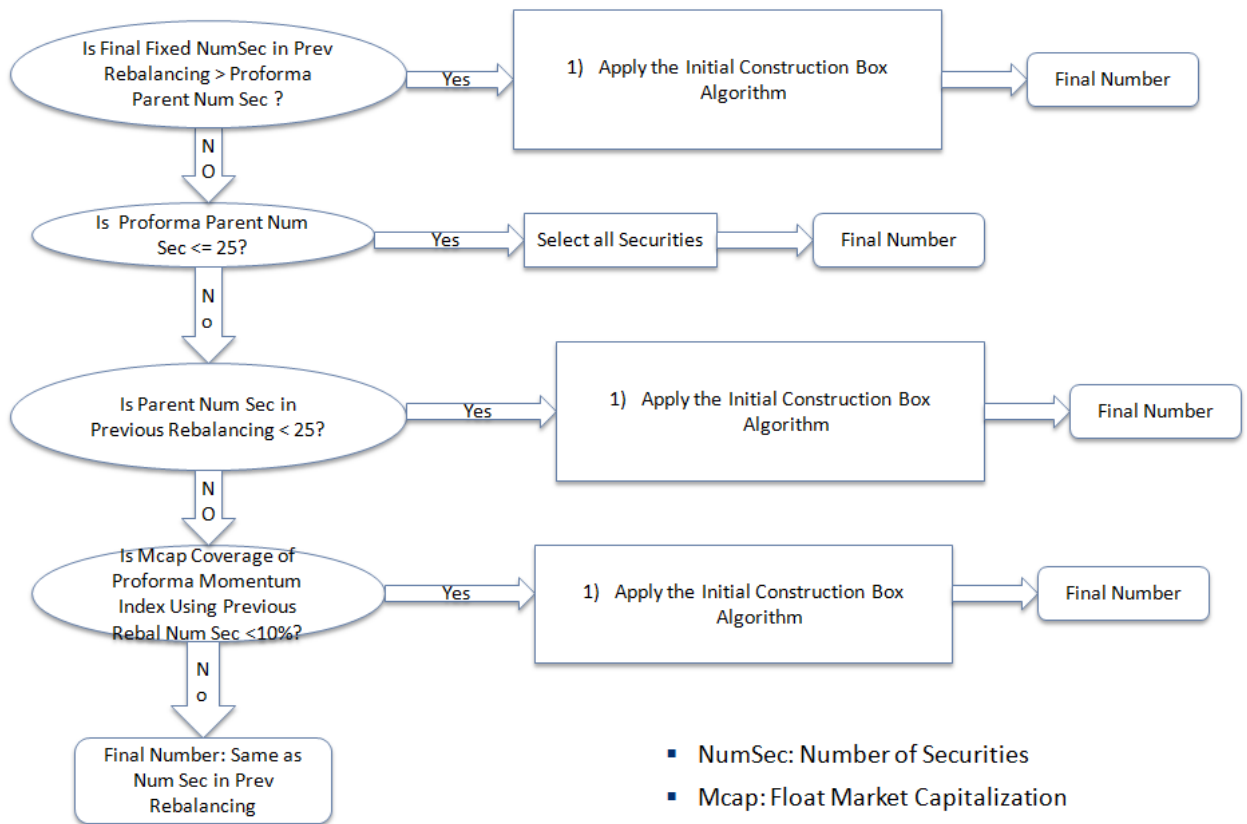 Is Final Fixed NumSec in Prev
Rebalancing > Proforma
Parent Num Sec ?
Yes
1) Apply the Initial Construction Box
Algorithm
Final Number
N
O
Is Proforma Parent Num
Sec <= 25?
Yes
Select all Securities
Final Number
N
o
Is Parent Num Sec in
Previous Rebalancing < 25?
Yes
1) Apply the Initial Construction Box
Algorithm
Final Number
N
O
Is Mcap Coverage of
Proforma Momentum
Index Using Previous
Rebal Num Sec <10%?
Yes
1) Apply the Initial Construction Box
Algorithm
Final Number
N
o
Final Number: Same as
Num Sec in Prev
Rebalancing
▪ NumSec: Number of Securities
▪ Mcap: Float Market Capitalization